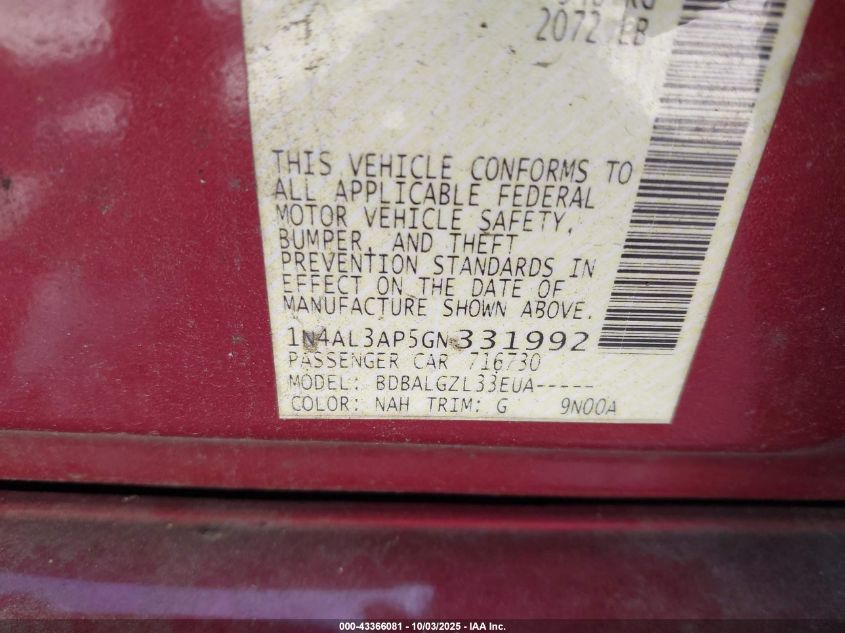 2072 LB
THIS VEHICLE CONFORMS TO
ALL APPLICABLE FEDERAL
MOTOR VEHICLE SAFETY,
BUMPER, AND THEFT
PREVENTION STANDARDS IN
EFFECT ON THE DATE OF
MANUFACTURE SHOWN ABOVE.
1N4AL3AP5GN331992
PASSENGER CAR 716730
MODEL: BDBALGZL33EUA-----
COLOR: NAH TRIM: G 9N00A
000-43366081 - 10/03/2025 - IAA Inc.